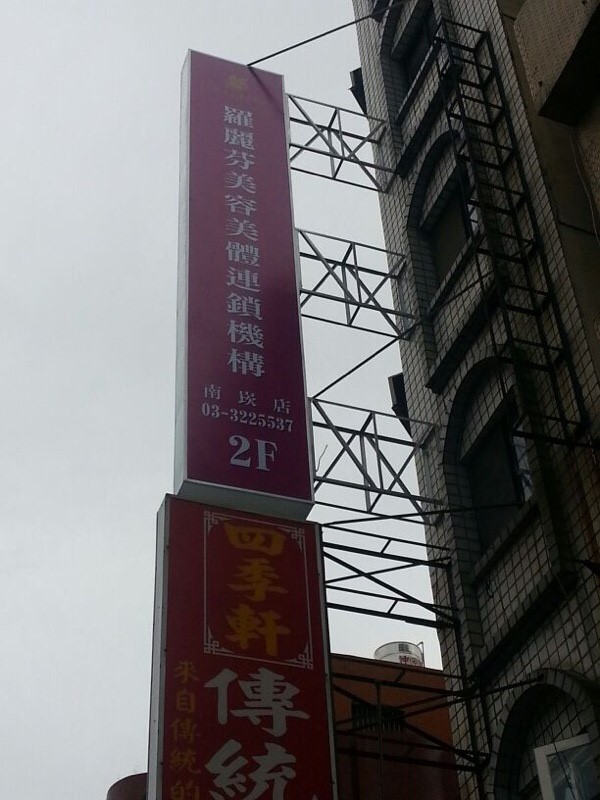 羅麗芬美容美體連鎖機構
南崁店
03-3225537
2F
四季軒
傳統
來自傳統的